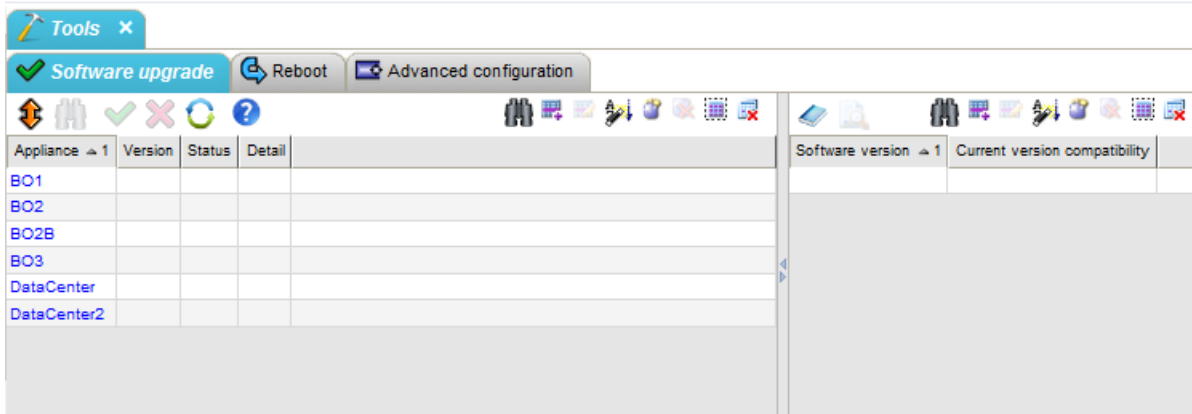 Tools
Software upgrade Reboot Advanced configuration
Appliance 1 Version Status Detail Software version 1 Current version compatibility
BO1
BO2
BO2B
BO3
DataCenter
DataCenter2